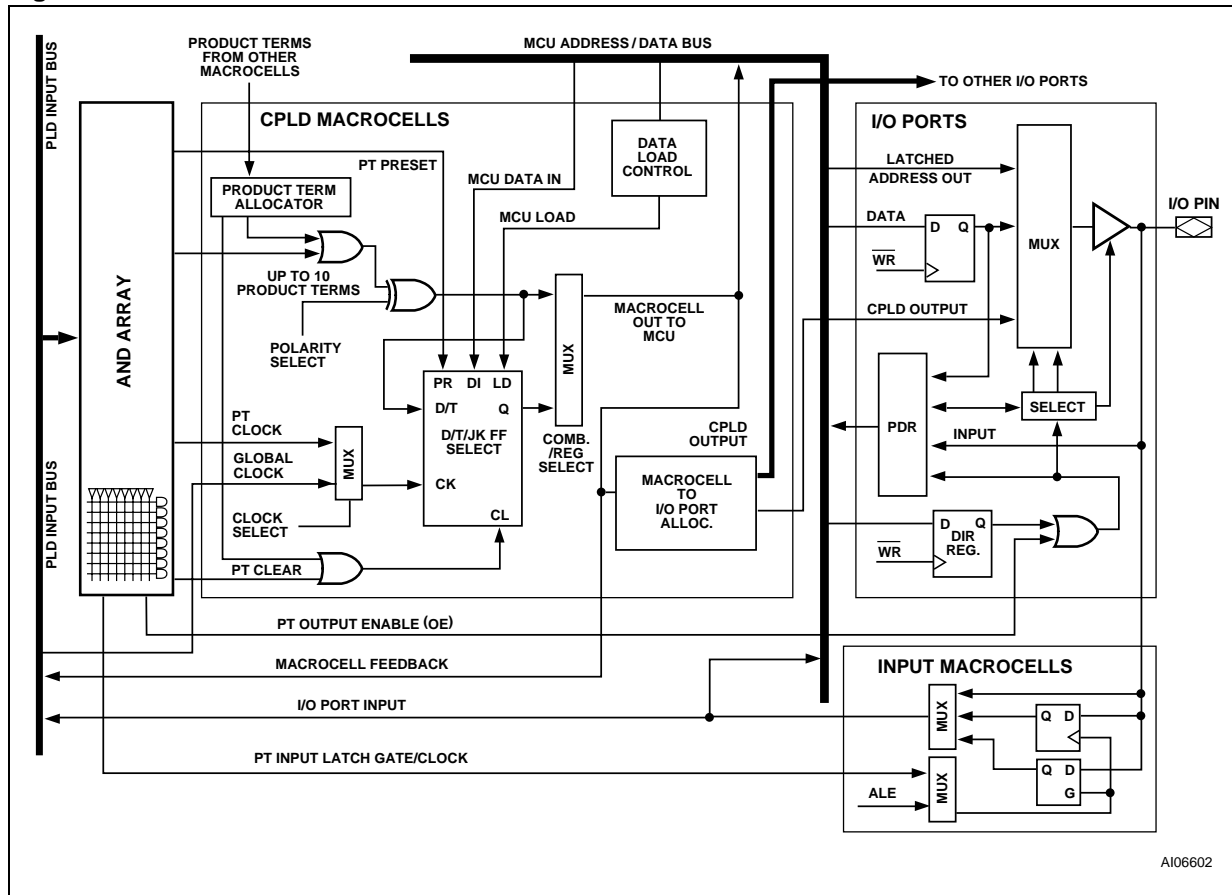 PRODUCT TERMS
FROM OTHER
MACROCELLS
MCU ADDRESS / DATA BUS
TO OTHER I/O PORTS
PLD INPUT BUS
PLD INPUT BUS
AND ARRAY
CPLD MACROCELLS
PT PRESET
PRODUCT TERM
ALLOCATOR
MCU DATA IN
MCU LOAD
DATA
LOAD
CONTROL
UP TO 10
PRODUCT TERMS
POLARITY
SELECT
PR DI LD
D/T Q
D/T/JK FF
SELECT
CK
CL
MUX
COMB.
/REG
SELECT
MACROCELL
OUT TO
MCU
PT
CLOCK
GLOBAL
CLOCK
CLOCK
SELECT
MUX
PT CLEAR
CPLD
OUTPUT
MACROCELL
TO
I/O PORT
ALLOC.
I/O PORTS
LATCHED
ADDRESS OUT
DATA
D Q
WR
MUX
I/O PIN
CPLD OUTPUT
PDR
SELECT
INPUT
D Q
DIR
REG.
WR
PT OUTPUT ENABLE (OE)
MACROCELL FEEDBACK
I/O PORT INPUT
PT INPUT LATCH GATE/CLOCK
INPUT MACROCELLS
MUX
Q D
Q D
G
MUX
ALE
AI06602